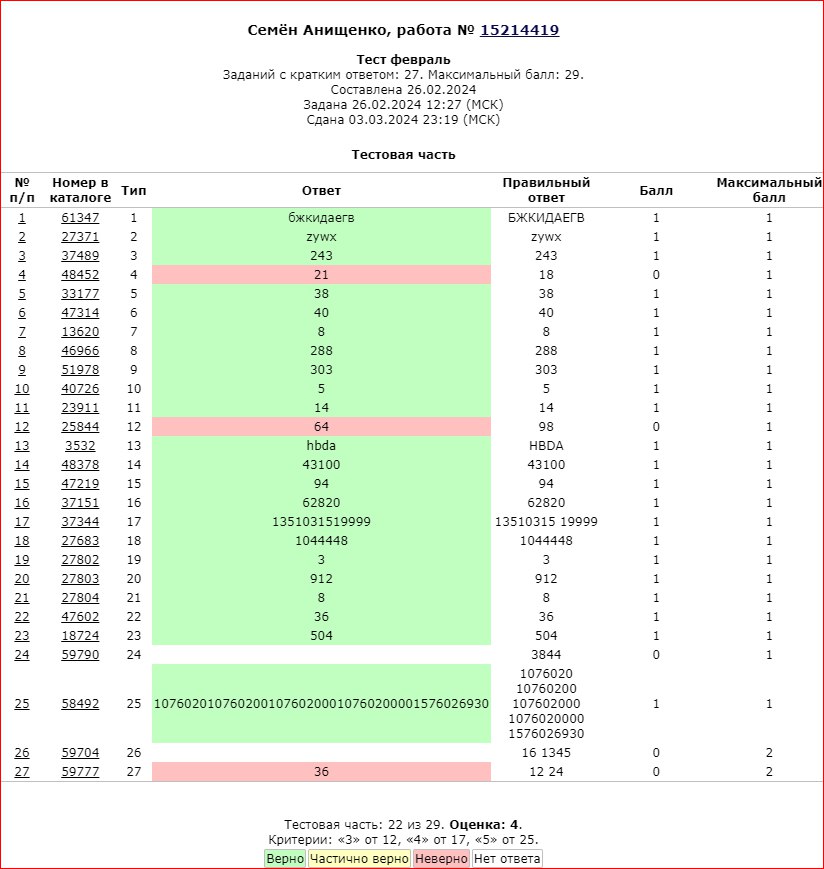 Семён Анищенко, работа № 15214419
Тест февраль
Заданий с кратким ответом: 27. Максимальный балл: 29.
Составлена 26.02.2024
Задана 26.02.2024 12:27 (МСК)
Сдана 03.03.2024 23:19 (МСК)
Тестовая часть
№ п/п Номер в каталоге Тип Ответ Правильный ответ Балл Максимальный балл
1 61347 1 бжкидаегв БЖКИДАЕГВ 1 1
2 27371 2 zywx zywx 1 1
3 37489 3 243 243 1 1
4 48452 4 21 18 0 1
5 33177 5 38 38 1 1
6 47314 6 40 40 1 1
7 13620 7 8 8 1 1
8 46966 8 288 288 1 1
9 51978 9 303 303 1 1
10 40726 10 5 5 1 1
11 23911 11 14 14 1 1
12 25844 12 64 98 0 1
13 3532 13 hbda HBDA 1 1
14 48378 14 43100 43100 1 1
15 47219 15 94 94 1 1
16 37151 16 62820 62820 1 1
17 37344 17 1351031519999 13510315 19999 1 1
18 27683 18 1044448 1044448 1 1
19 27802 19 3 3 1 1
20 27803 20 912 912 1 1
21 27804 21 8 8 1 1
22 47602 22 36 36 1 1
23 18724 23 504 504 1 1
24 59790 24 3844 0 1
25 58492 25 10760201076020010760200010760200001576026930 1076020
10760200
107602000
1076020000
1576026930 1 1
26 59704 26 16 1345 0 2
27 59777 27 36 12 24 0 2
Тестовая часть: 22 из 29. Оценка: 4.
Критерии: «3» от 12, «4» от 17, «5» от 25.
Верно Частично верно Неверно Нет ответа